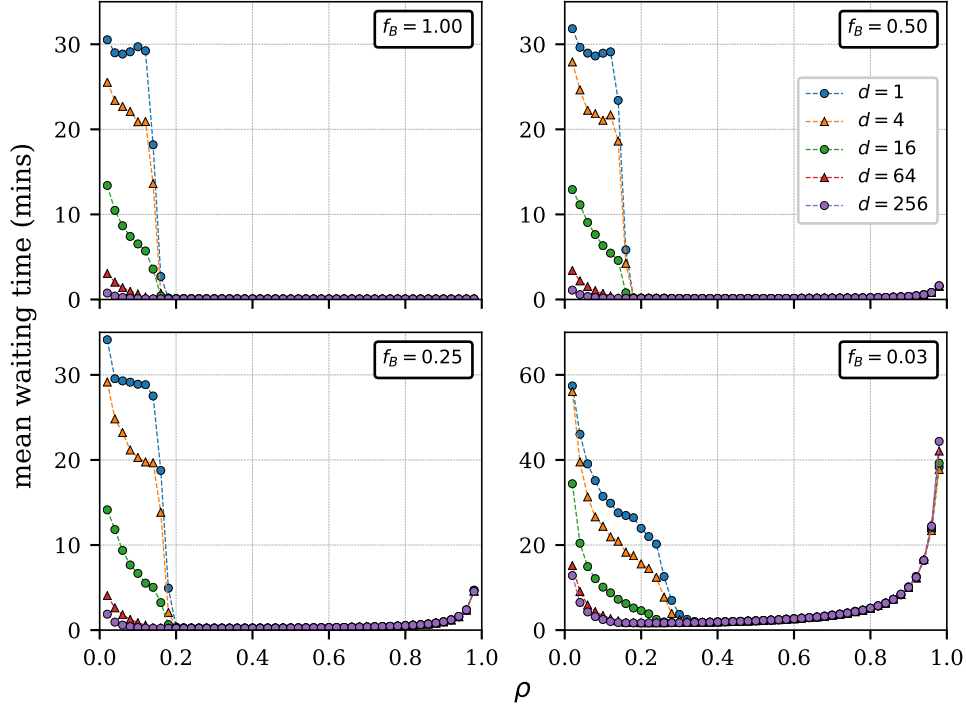 mean waiting time (mins)
30
20
10
0
f_B = 1.00
30
20
10
0
f_B = 0.50
d = 1
d = 4
d = 16
d = 64
d = 256
30
20
10
0
f_B = 0.25
0.0 0.2 0.4 0.6 0.8 1.0
60
40
20
0
f_B = 0.03
0.0 0.2 0.4 0.6 0.8 1.0
ρ